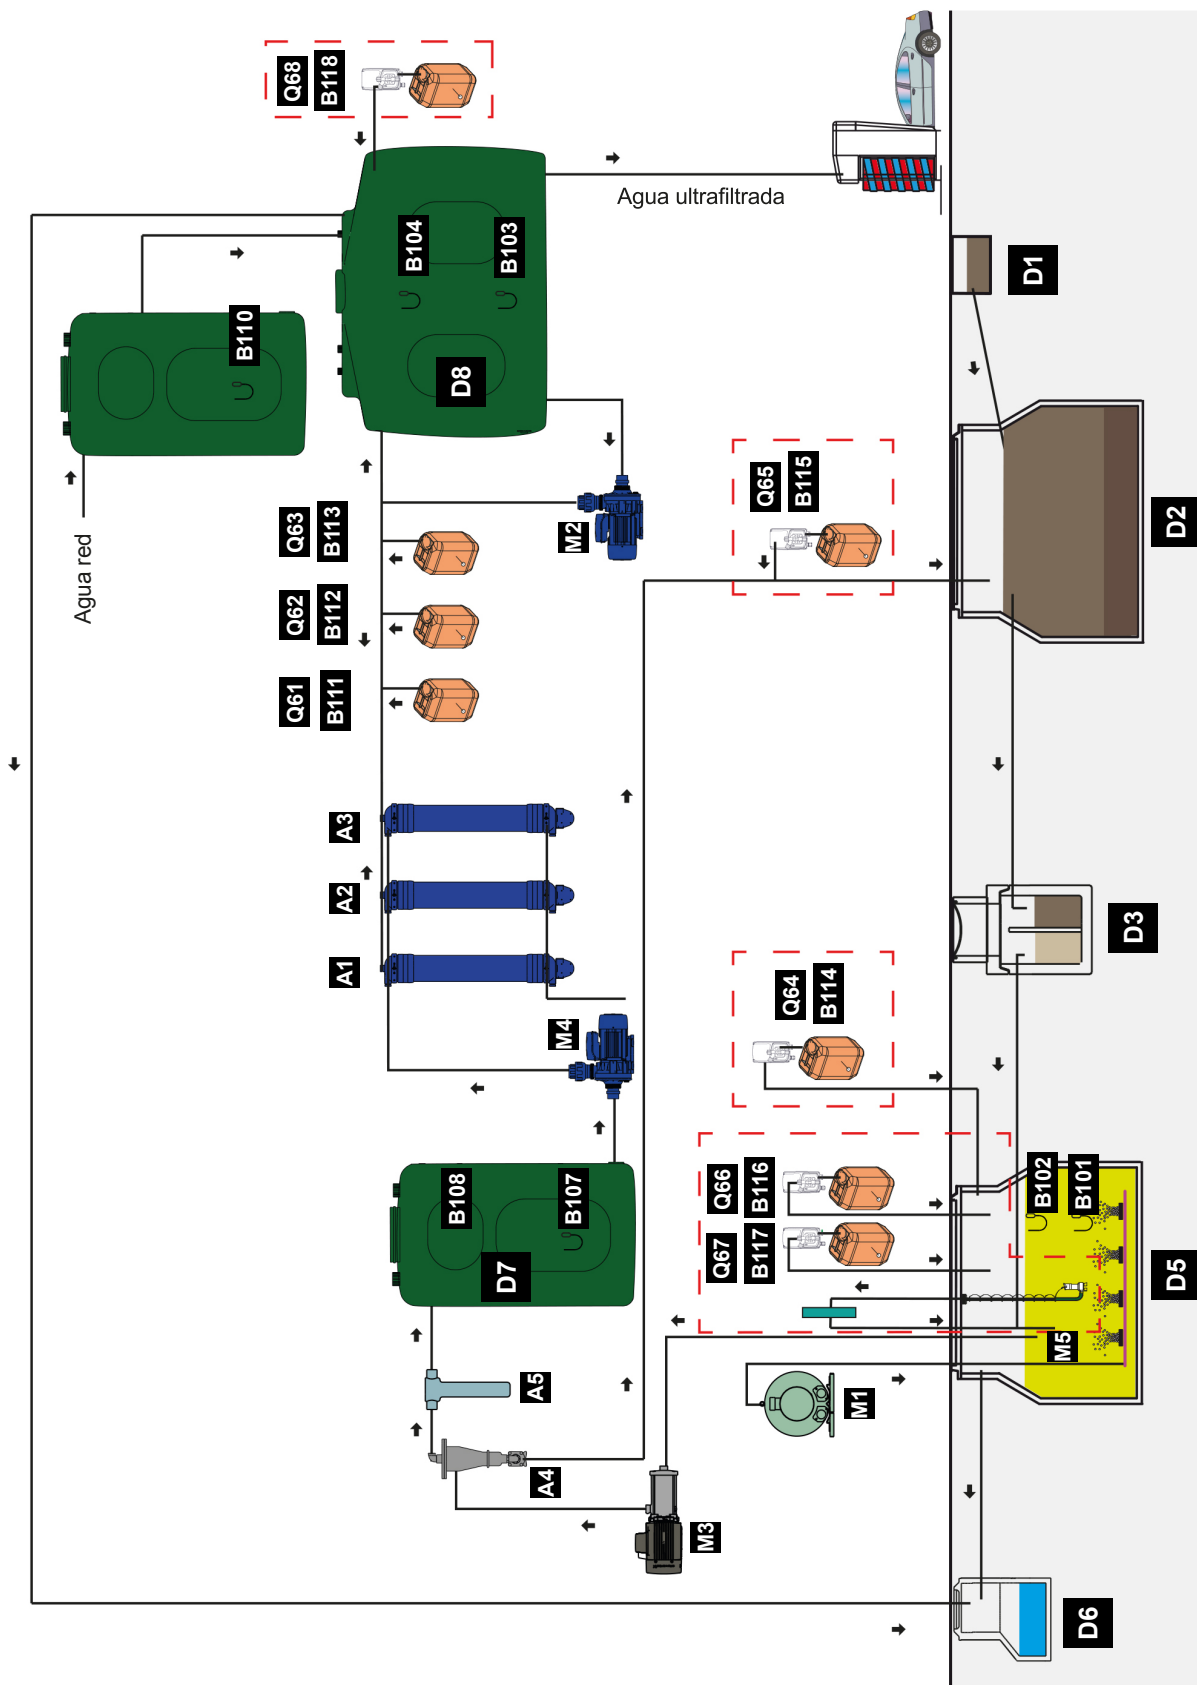 Q68
B118
Agua ultrafiltrada
B104
B103
D8
B110
Agua red
Q63
B113
Q62
B112
Q61
B111
M2
Q65
B115
D1
D2
A3
A2
A1
M4
Q64
B114
D3
B108
B107
D7
Q66
B116
Q67
B117
B102
B101
D5
M5
A5
A4
M1
M3
D6